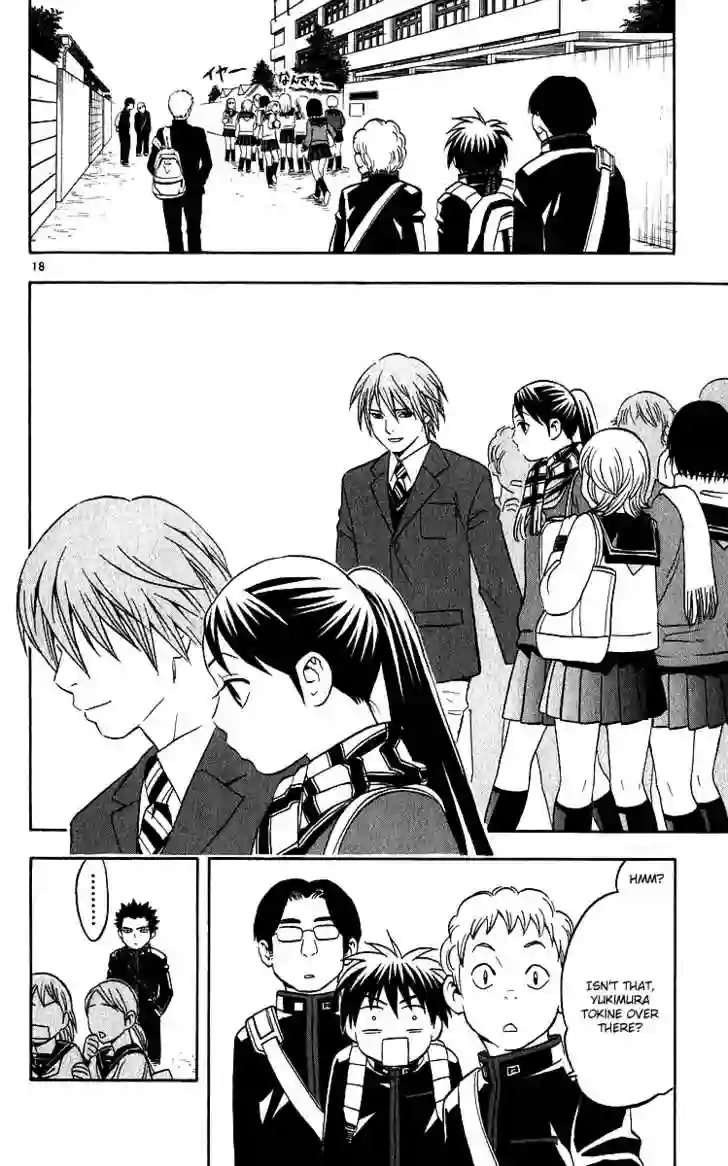 イヤー
なんでよー
18
HMM?
ISN'T THAT,
YUKIMURA
TOKINE OVER
THERE?
………